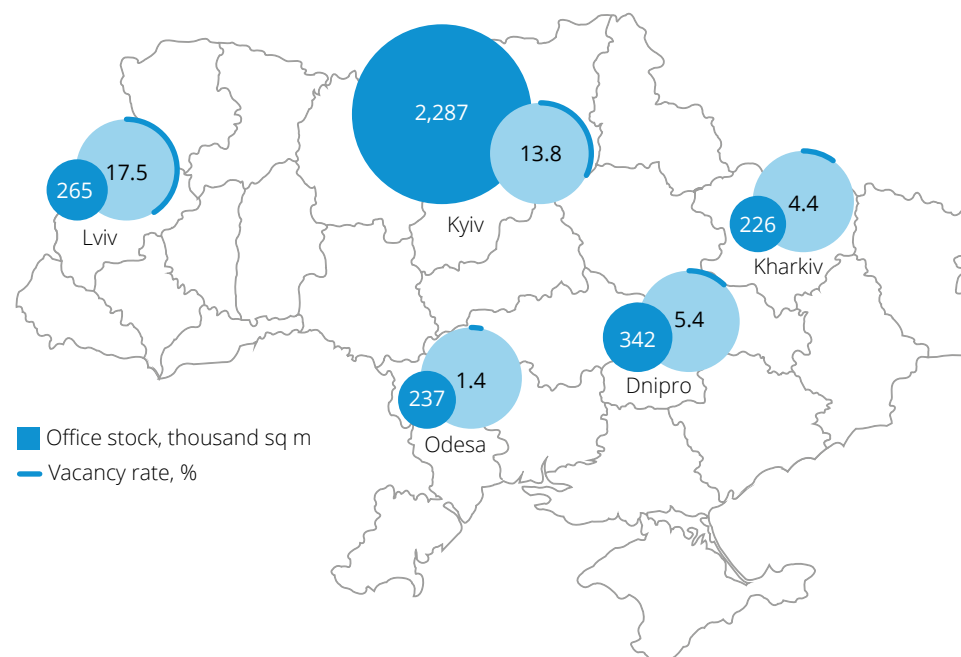 2,287
13.8
Kyiv
17.5
265
Lviv
4.4
226
Kharkiv
5.4
342
Dnipro
1.4
237
Odesa
Office stock, thousand sq m
Vacancy rate, %